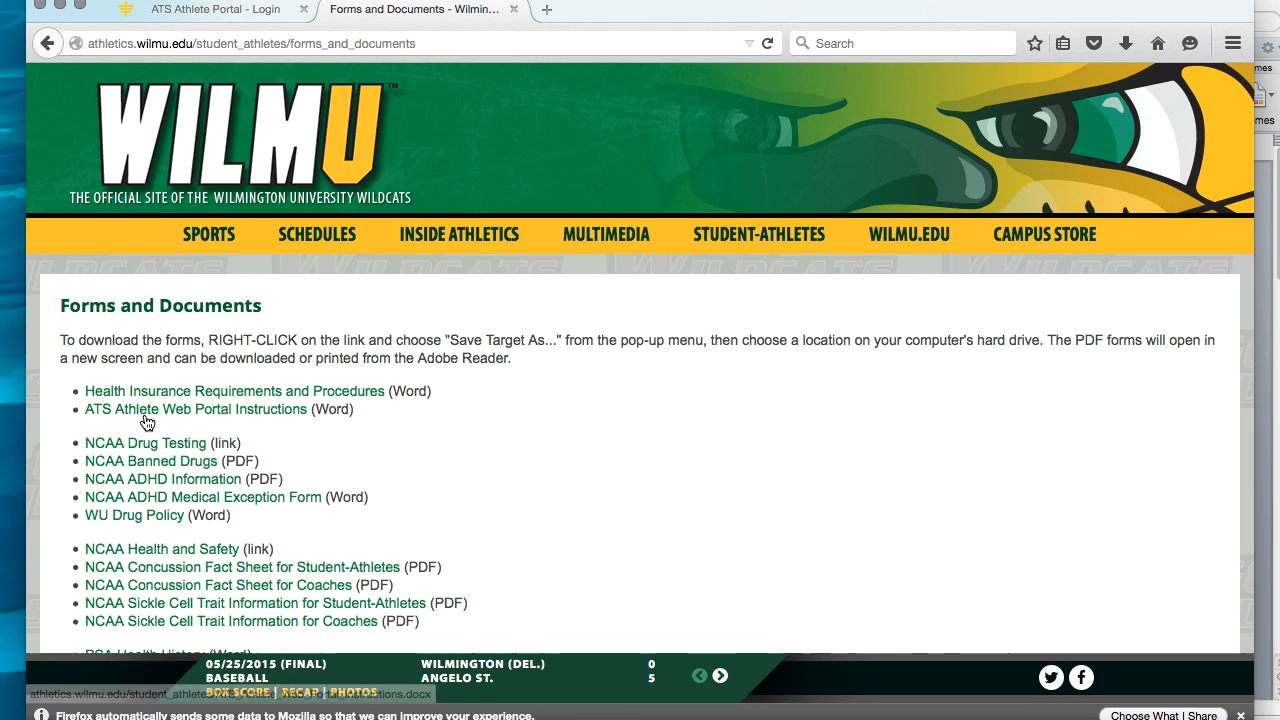 ATS Athlete Portal - Login
Forms and Documents - Wilmin...
athletics.wilmu.edu/student_athletes/forms_and_documents
Search
WILMU™
THE OFFICIAL SITE OF THE WILMINGTON UNIVERSITY WILDCATS
SPORTS SCHEDULES INSIDE ATHLETICS MULTIMEDIA STUDENT-ATHLETES WILMU.EDU CAMPUS STORE
Forms and Documents
To download the forms, RIGHT-CLICK on the link and choose "Save Target As..." from the pop-up menu, then choose a location on your computer's hard drive. The PDF forms will open in
a new screen and can be downloaded or printed from the Adobe Reader.
• Health Insurance Requirements and Procedures (Word)
• ATS Athlete Web Portal Instructions (Word)
• NCAA Drug Testing (link)
• NCAA Banned Drugs (PDF)
• NCAA ADHD Information (PDF)
• NCAA ADHD Medical Exception Form (Word)
• WU Drug Policy (Word)
• NCAA Health and Safety (link)
• NCAA Concussion Fact Sheet for Student-Athletes (PDF)
• NCAA Concussion Fact Sheet for Coaches (PDF)
• NCAA Sickle Cell Trait Information for Student-Athletes (PDF)
• NCAA Sickle Cell Trait Information for Coaches (PDF)
05/25/2015 (FINAL) WILMINGTON (DEL.) 0
BASEBALL ANGELO ST. 5
BOX SCORE | RECAP | PHOTOS
Firefox automatically sends some data to Mozilla so that we can improve your experience.
Choose What I Share